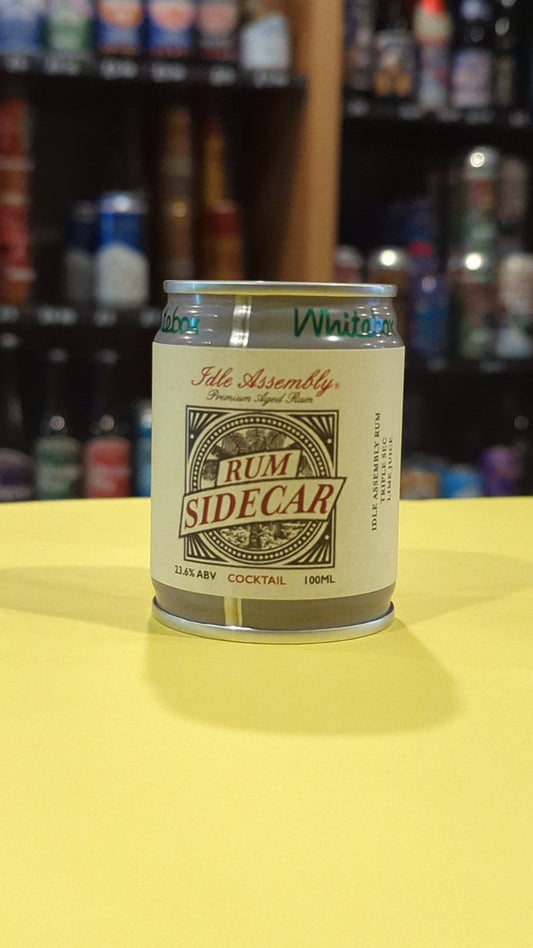 Whitebox
Idle Assembly®
Premium Aged Rum
RUM
SIDECAR
23.6% ABV COCKTAIL 100ML
IDLE ASSEMBLY RUM
TRIPLE SEC
LIME JUICE